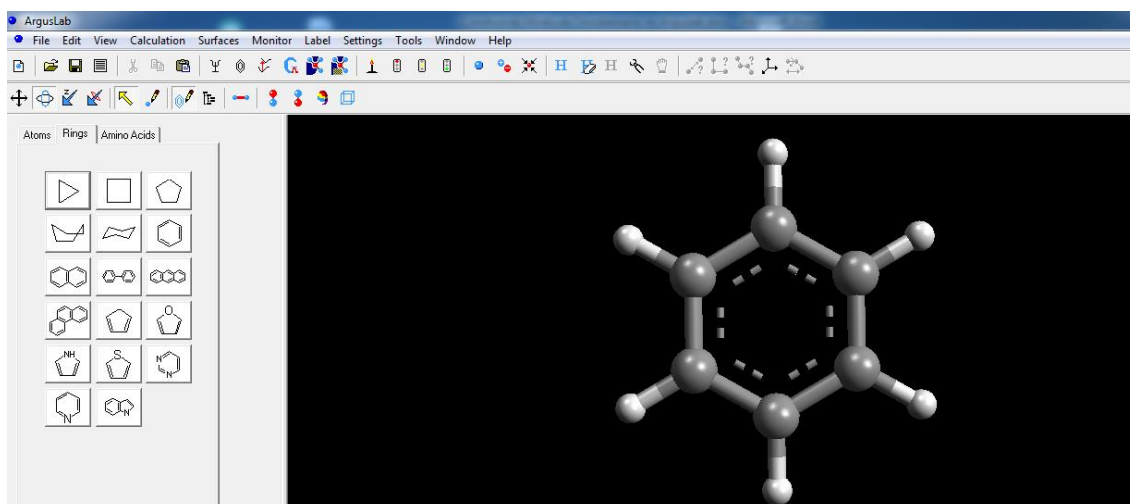 ArgusLab
File Edit View Calculation Surfaces Monitor Label Settings Tools Window Help
Atoms Rings Amino Acids
O
NH S N N
N N